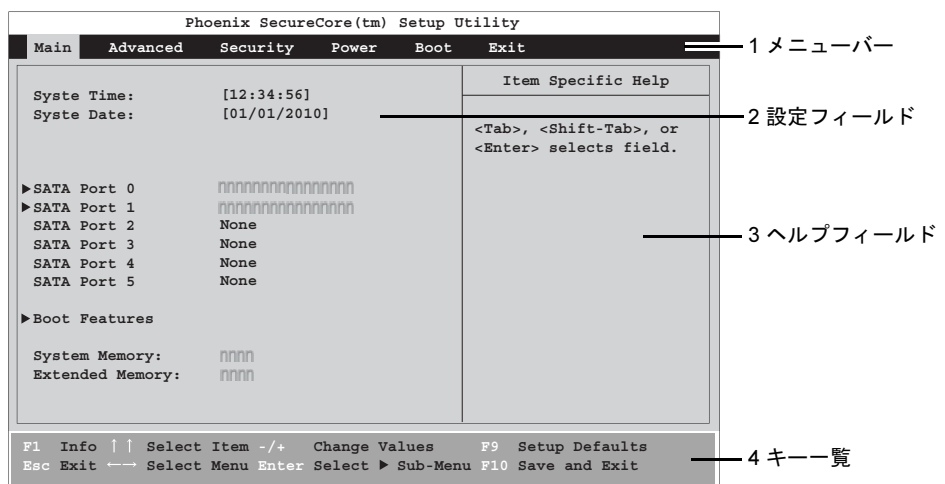 Phoenix SecureCore(tm) Setup Utility
Main Advanced Security Power Boot Exit
1 メニューバー
Item Specific Help
Syste Time: [12:34:56]
Syste Date: [01/01/2010]
2 設定フィールド
<Tab>, <Shift-Tab>, or
<Enter> selects field.
▶SATA Port 0 nnnnnnnnnnnnnnnn
▶SATA Port 1 nnnnnnnnnnnnnnnn
SATA Port 2 None
SATA Port 3 None
SATA Port 4 None
SATA Port 5 None
3 ヘルプフィールド
▶Boot Features
System Memory: nnnn
Extended Memory: nnnn
F1 Info ↑↑ Select Item -/+ Change Values F9 Setup Defaults
Esc Exit ←→ Select Menu Enter Select ▶ Sub-Menu F10 Save and Exit
4 キー一覧